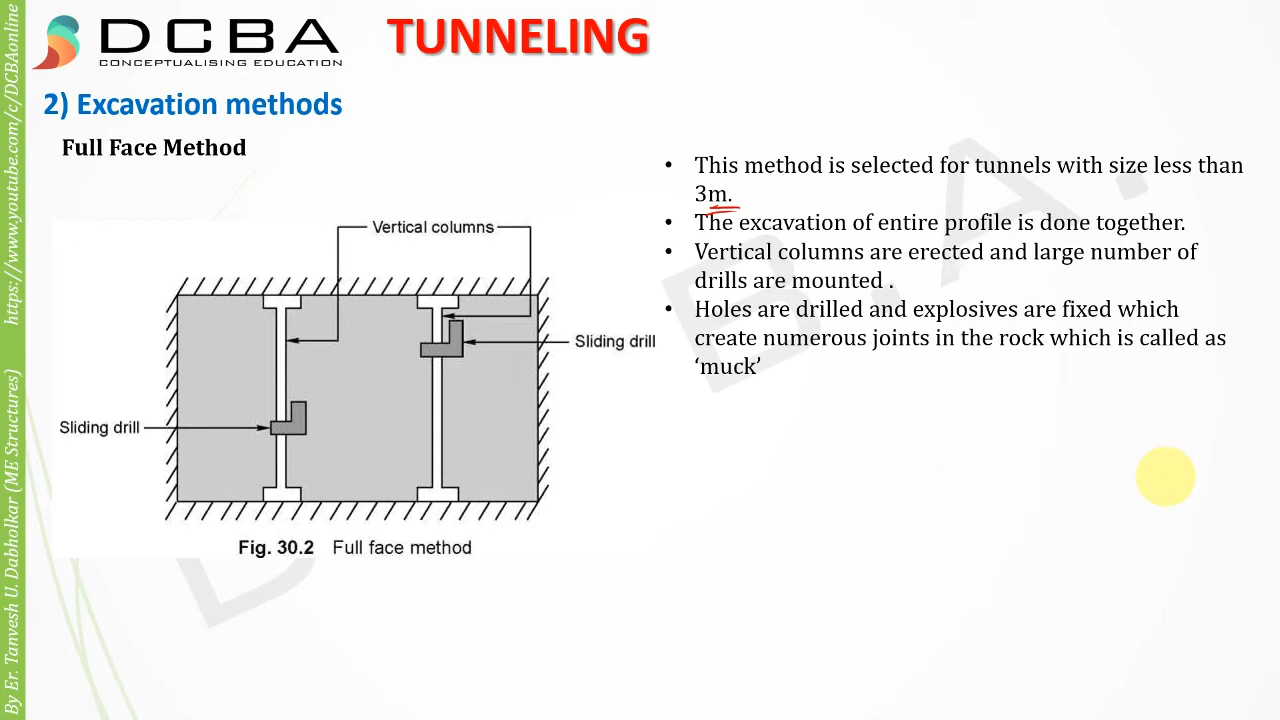 DCBA
CONCEPTUALISING EDUCATION
TUNNELING
2) Excavation methods
Full Face Method
Vertical columns
Sliding drill
Sliding drill
Fig. 30.2 Full face method
• This method is selected for tunnels with size less than
3m.
• The excavation of entire profile is done together.
• Vertical columns are erected and large number of
drills are mounted .
• Holes are drilled and explosives are fixed which
create numerous joints in the rock which is called as
‘muck’
By Er. Tanvesh U. Dabholkar (ME Structures) https://www.youtube.com/c/DCBAonline
D. C. B. A.